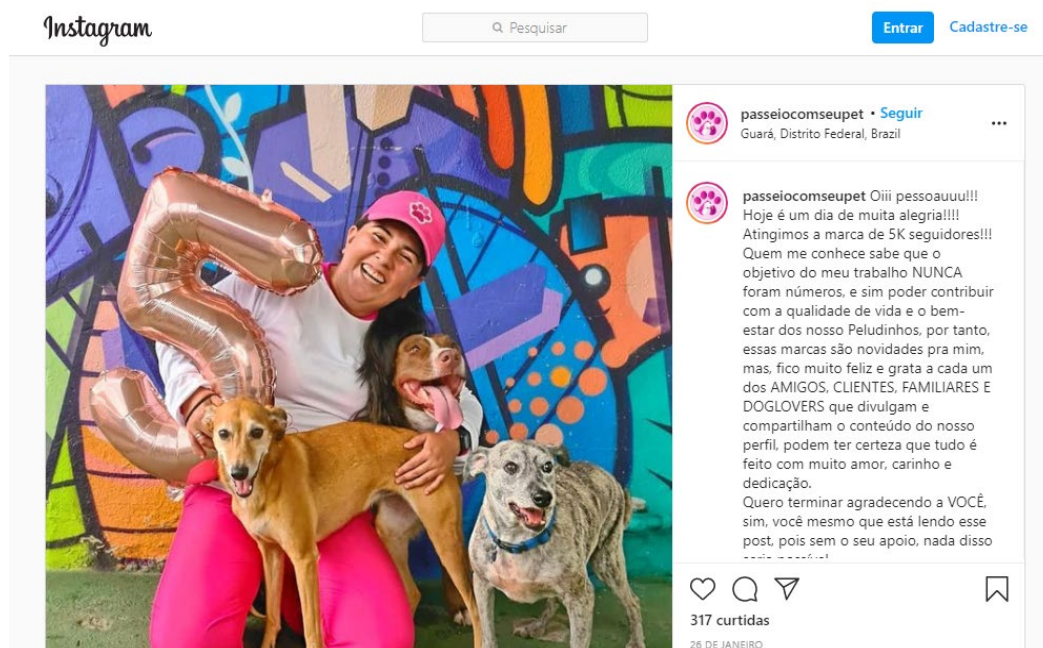 Instagram
Pesquisar
Entrar
Cadastre-se
passeiocomseupet • Seguir
Guará, Distrito Federal, Brazil
passeiocomseupet Oiii pessoauuu!!!
Hoje é um dia de muita alegria!!!!
Atingimos a marca de 5K seguidores!!!
Quem me conhece sabe que o
objetivo do meu trabalho NUNCA
foram números, e sim poder contribuir
com a qualidade de vida e o bem-
estar dos nosso Peludinhos, por tanto,
essas marcas são novidades pra mim,
mas, fico muito feliz e grata a cada um
dos AMIGOS, CLIENTES, FAMILIARES E
DOGLOVERS que divulgam e
compartilham o conteúdo do nosso
perfil, podem ter certeza que tudo é
feito com muito amor, carinho e
dedicação.
Quero terminar agradecendo a VOCÊ,
sim, você mesmo que está lendo esse
post, pois sem o seu apoio, nada disso
317 curtidas
26 DE JANEIRO
5